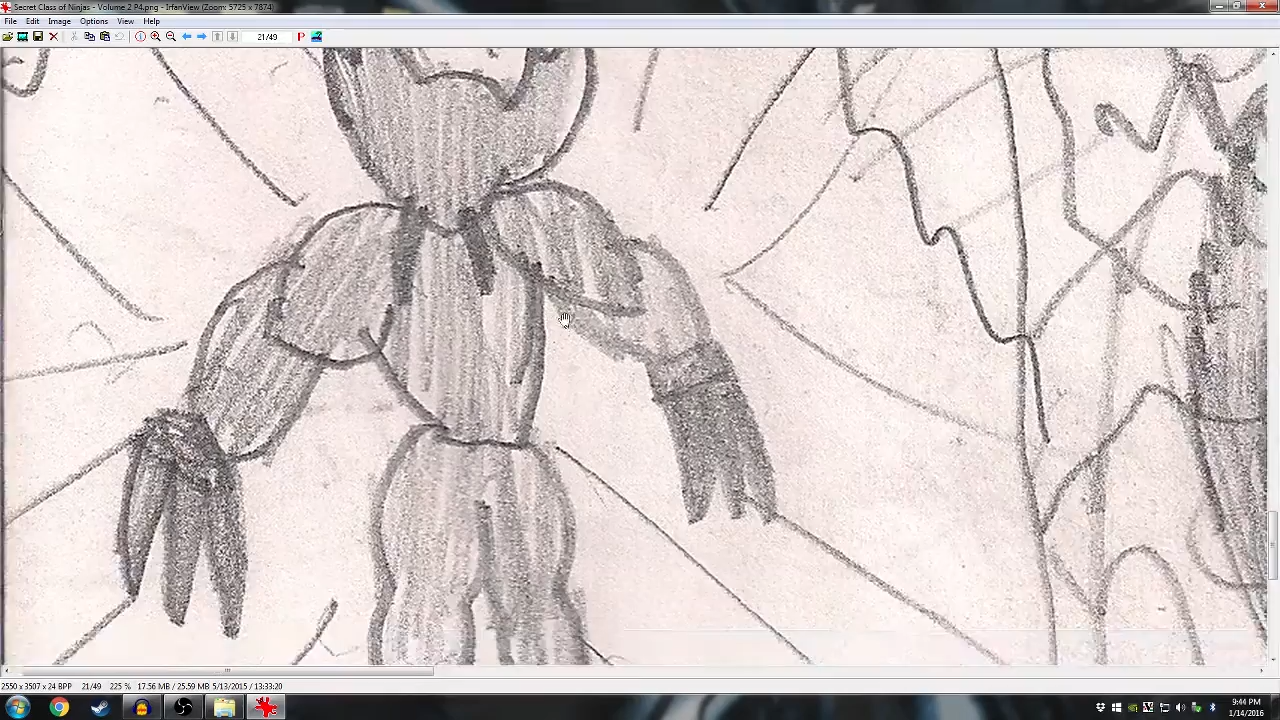 Secret Class of Ninjas - Volume 2 P4.png - IrfanView (Zoom: 5725 x 7874)
File Edit Image Options View Help
21/49
2550 x 3507 x 24 BPP 21/49 225 % 17.56 MB / 25.59 MB 5/13/2015 / 13:33:20
9:44 PM
1/14/2016